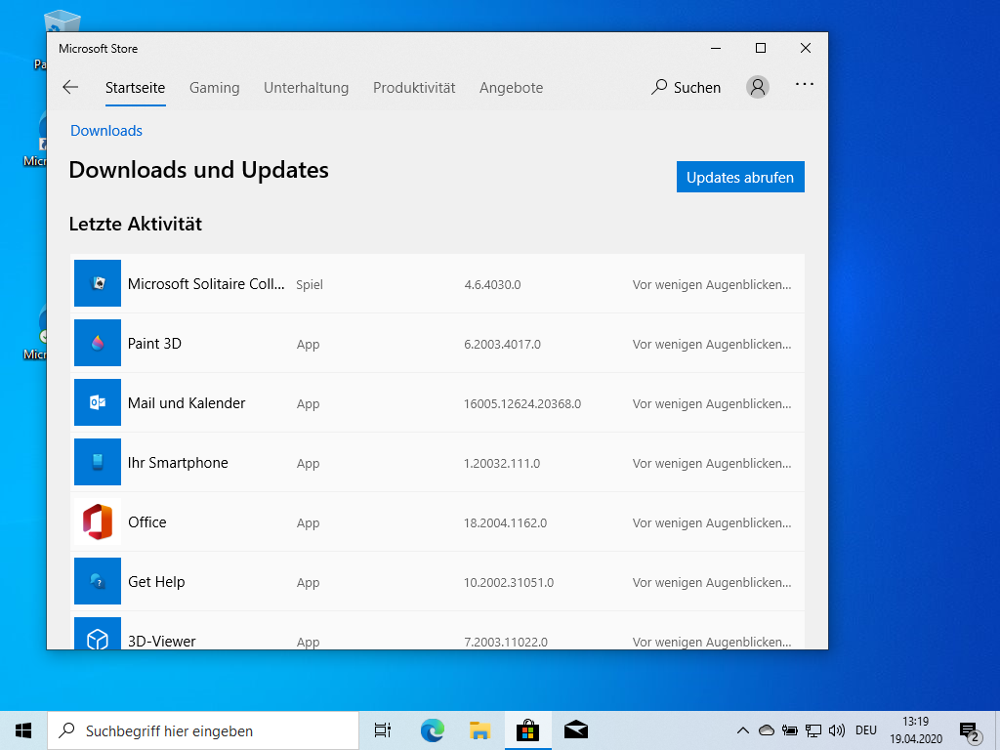 Pa
Micr
Micr
Microsoft Store
Startseite Gaming Unterhaltung Produktivität Angebote Suchen
Downloads
Downloads und Updates
Updates abrufen
Letzte Aktivität
Microsoft Solitaire Coll... Spiel 4.6.4030.0 Vor wenigen Augenblicken...
Paint 3D App 6.2003.4017.0 Vor wenigen Augenblicken...
Mail und Kalender App 16005.12624.20368.0 Vor wenigen Augenblicken...
Ihr Smartphone App 1.20032.111.0 Vor wenigen Augenblicken...
Office App 18.2004.1162.0 Vor wenigen Augenblicken...
Get Help App 10.2002.31051.0 Vor wenigen Augenblicken...
3D-Viewer App 7.2003.11022.0 Vor wenigen Augenblicken...
Suchbegriff hier eingeben
DEU
13:19
19.04.2020
2